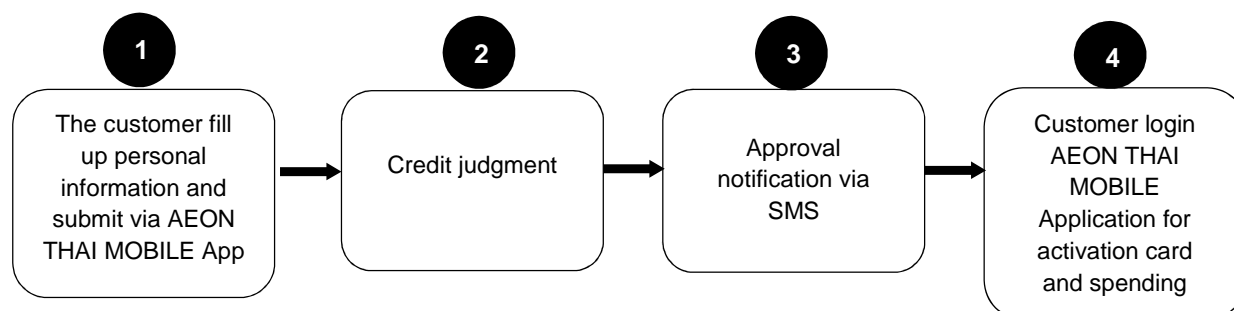 1
The customer fill
up personal
information and
submit via AEON
THAI MOBILE App
2
Credit judgment
3
Approval
notification via
SMS
4
Customer login
AEON THAI
MOBILE
Application for
activation card
and spending